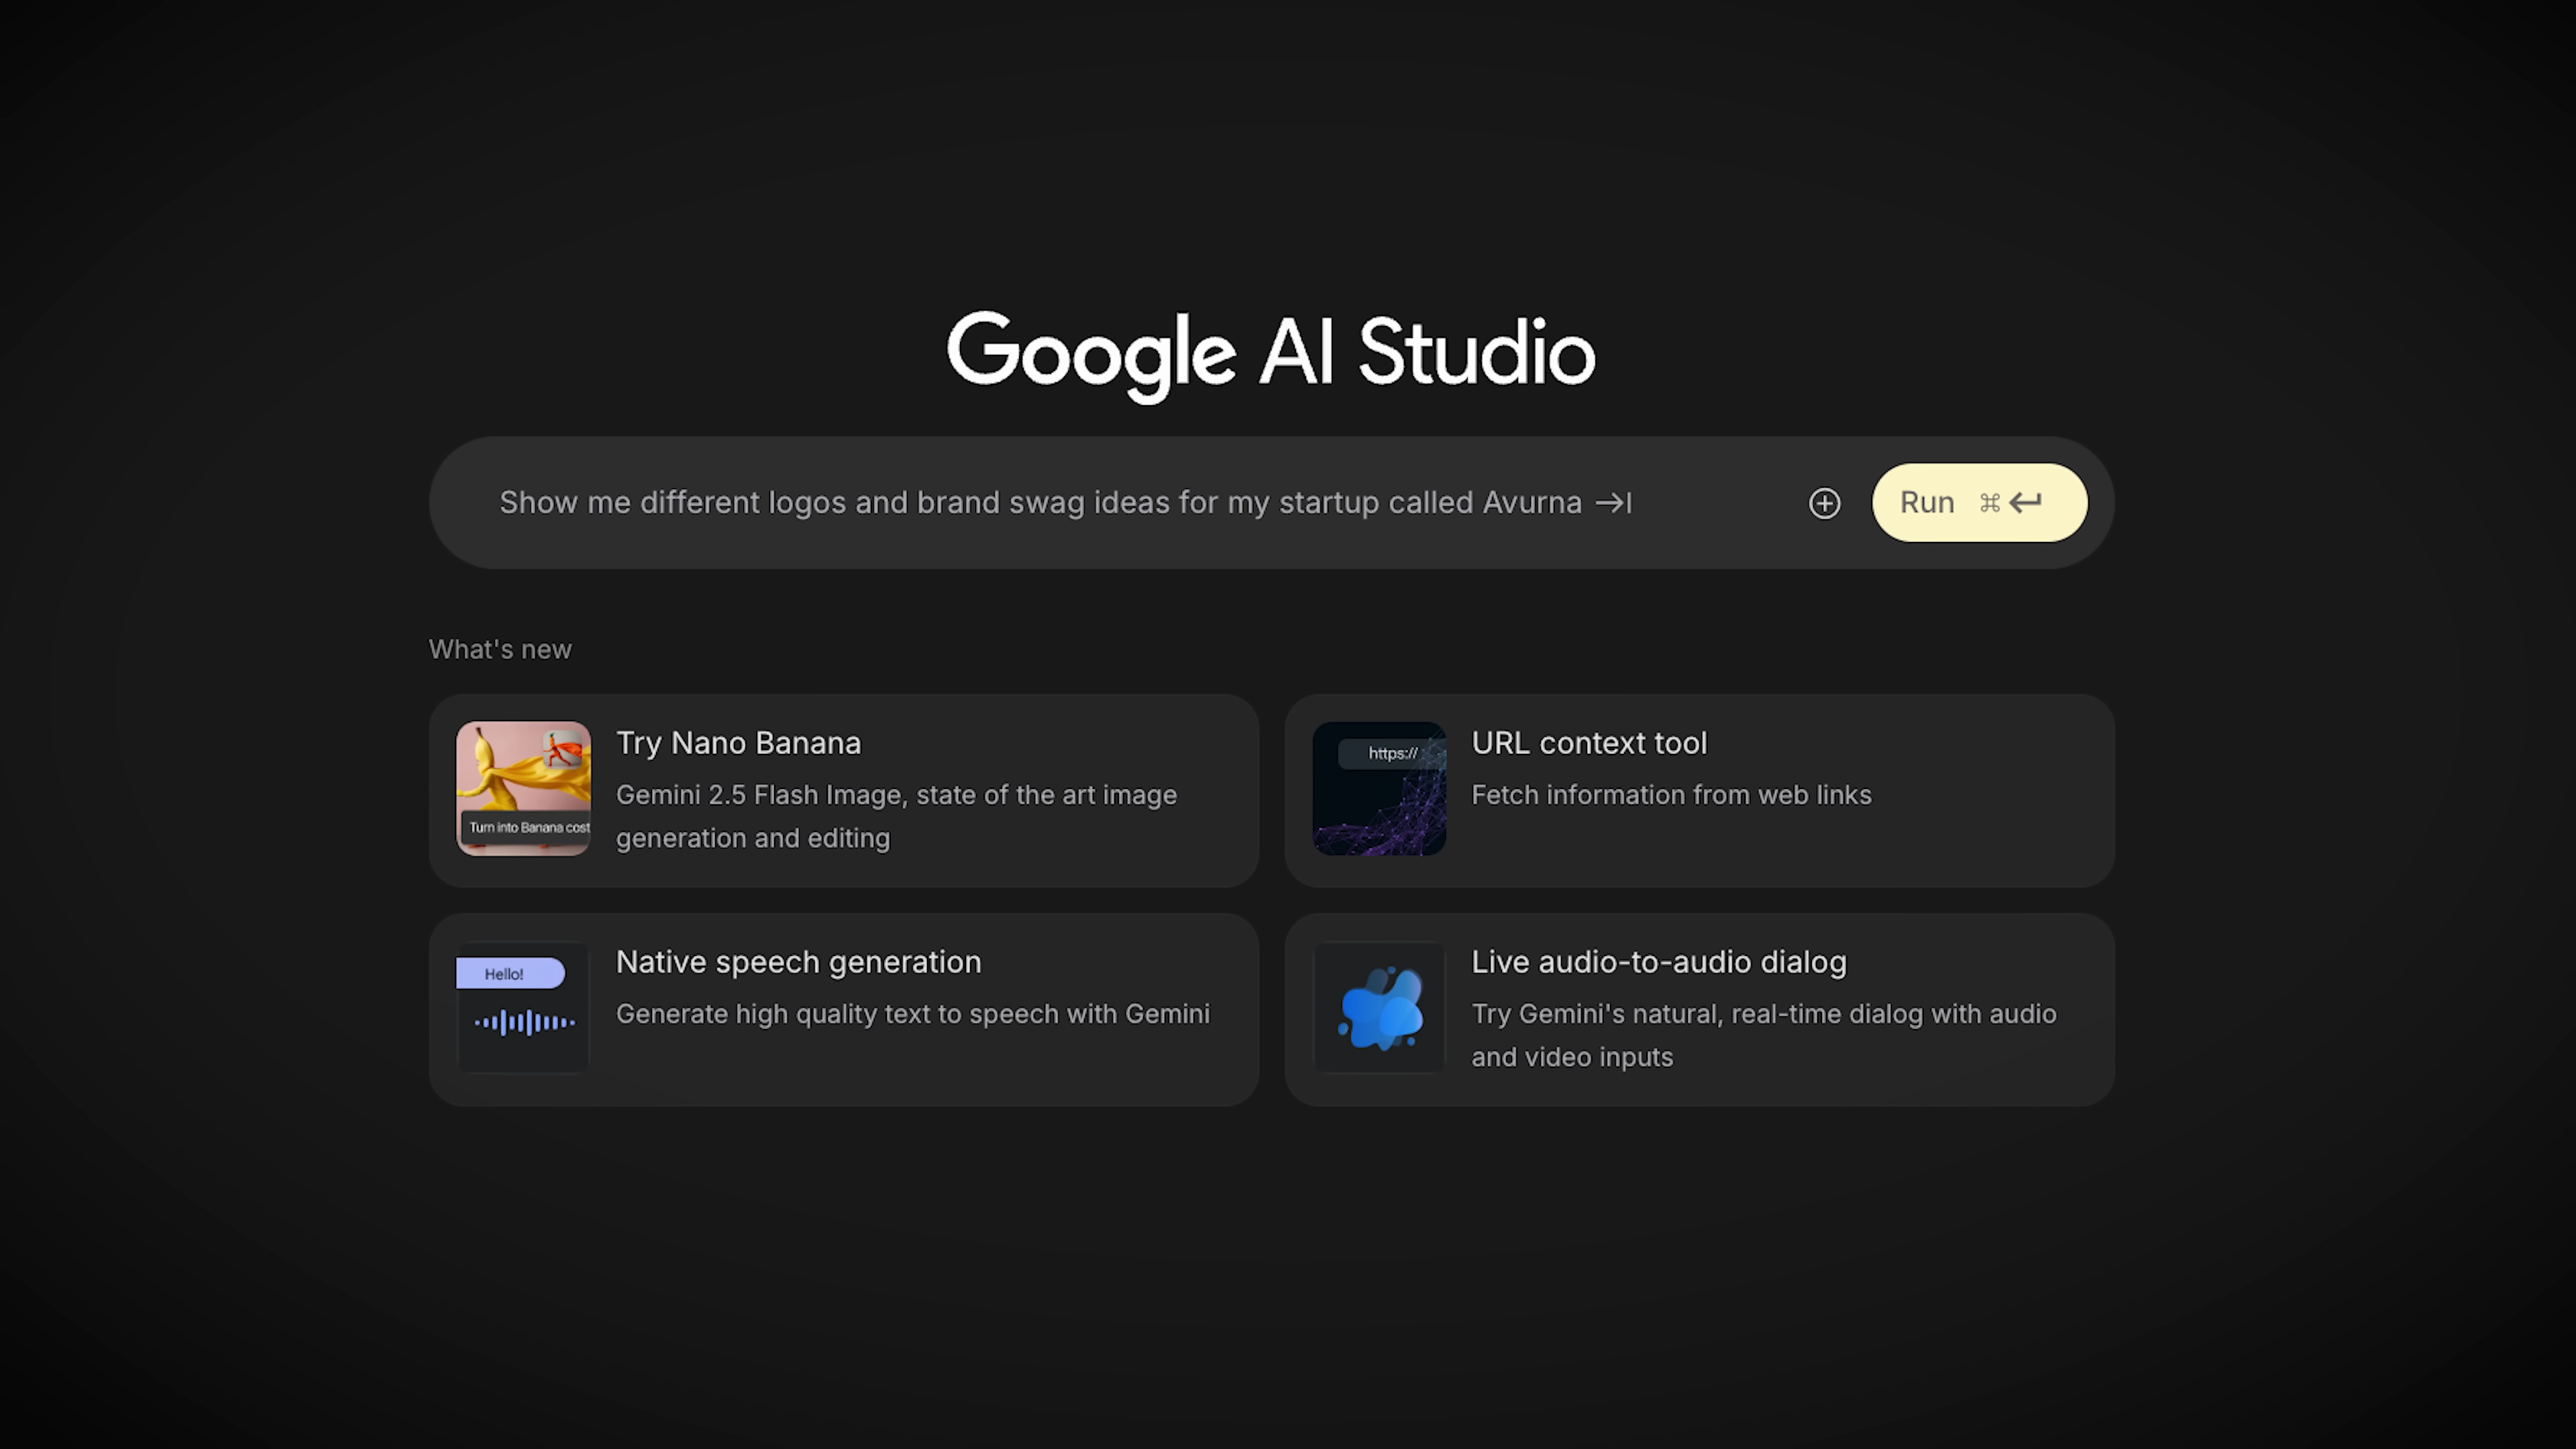 Google AI Studio
Show me different logos and brand swag ideas for my startup called Avurna →|
Run ⌘ ↵
What's new
Turn into Banana cost
Try Nano Banana
Gemini 2.5 Flash Image, state of the art image
generation and editing
https://
URL context tool
Fetch information from web links
Hello!
Native speech generation
Generate high quality text to speech with Gemini
Live audio-to-audio dialog
Try Gemini's natural, real-time dialog with audio
and video inputs